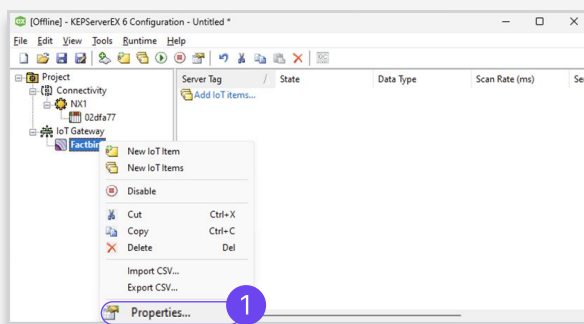 [Offline] - KEPServerEX 6 Configuration - Untitled *
File Edit View Tools Runtime Help
Project
Connectivity
NX1
02dfa77
IoT Gateway
Server Tag / State Data Type Scan Rate (ms)
Add IoT items...
New IoT Item
New IoT Items
Disable
Cut Ctrl+X
Copy Ctrl+C
Delete Del
Import CSV...
Export CSV...
Properties... 1